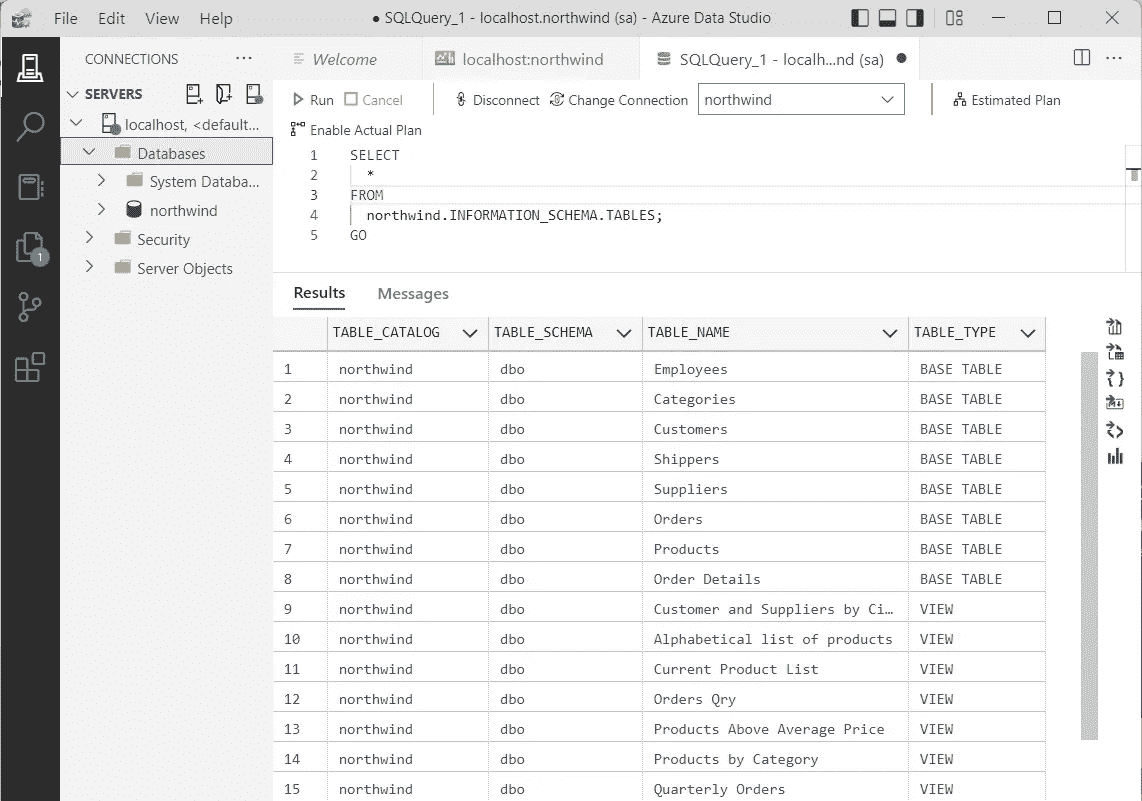 File Edit View Help ● SQLQuery_1 - localhost.northwind (sa) - Azure Data Studio
CONNECTIONS ...
Welcome localhost:northwind SQLQuery_1 - localh...nd (sa) ● ...
SERVERS
Run Cancel Disconnect Change Connection northwind Estimated Plan
localhost, <default...
Enable Actual Plan
Databases
System Databa...
northwind
Security
Server Objects
1
1 SELECT
2 *
3 FROM
4 northwind.INFORMATION_SCHEMA.TABLES;
5 GO
Results Messages
TABLE_CATALOG TABLE_SCHEMA TABLE_NAME TABLE_TYPE
1 northwind dbo Employees BASE TABLE
2 northwind dbo Categories BASE TABLE
3 northwind dbo Customers BASE TABLE
4 northwind dbo Shippers BASE TABLE
5 northwind dbo Suppliers BASE TABLE
6 northwind dbo Orders BASE TABLE
7 northwind dbo Products BASE TABLE
8 northwind dbo Order Details BASE TABLE
9 northwind dbo Customer and Suppliers by Ci... VIEW
10 northwind dbo Alphabetical list of products VIEW
11 northwind dbo Current Product List VIEW
12 northwind dbo Orders Qry VIEW
13 northwind dbo Products Above Average Price VIEW
14 northwind dbo Products by Category VIEW
15 northwind dbo Quarterly Orders VIEW